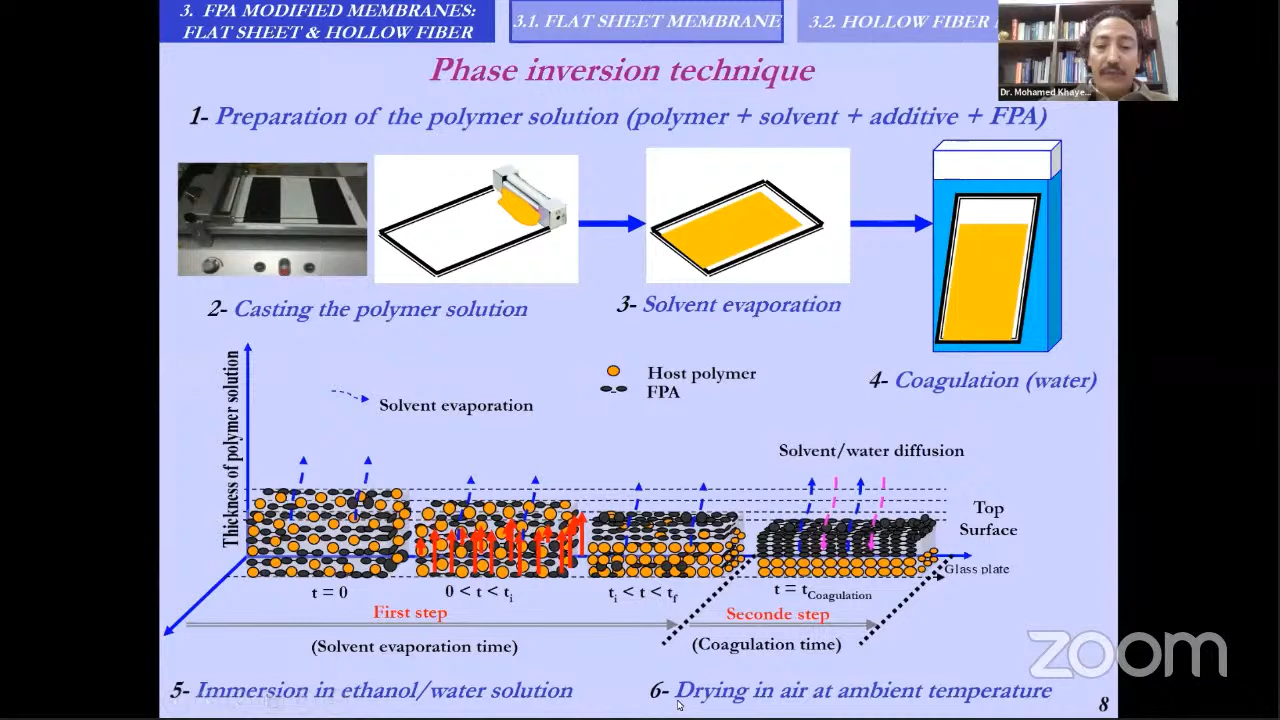 3. FPA MODIFIED MEMBRANES:
FLAT SHEET & HOLLOW FIBER
3.1. FLAT SHEET MEMBRANE
3.2. HOLLOW FIBER
Dr. Mohamed Khaye...
Phase inversion technique
1- Preparation of the polymer solution (polymer + solvent + additive + FPA)
2- Casting the polymer solution
3- Solvent evaporation
4- Coagulation (water)
Thickness of polymer solution
Host polymer
FPA
Solvent evaporation
Solvent/water diffusion
Top
Surface
Glass plate
t = 0
0 < t < ti
ti < t < tf
t = tCoagulation
First step
Seconde step
(Solvent evaporation time)
(Coagulation time)
zoom
5- Immersion in ethanol/water solution
6- Drying in air at ambient temperature
8